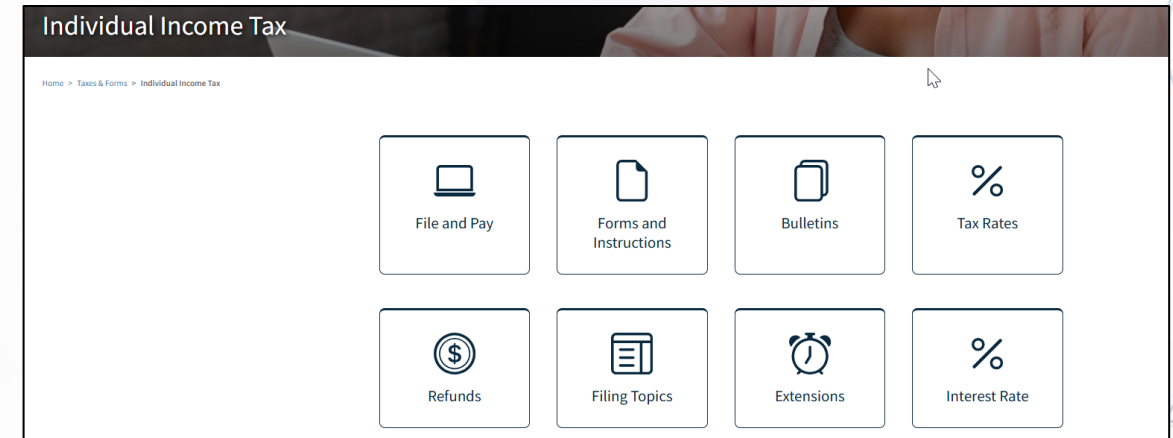 Individual Income Tax
Home > Taxes & Forms > Individual Income Tax
File and Pay
Forms and
Instructions
Bulletins
Tax Rates
Refunds
Filing Topics
Extensions
Interest Rate